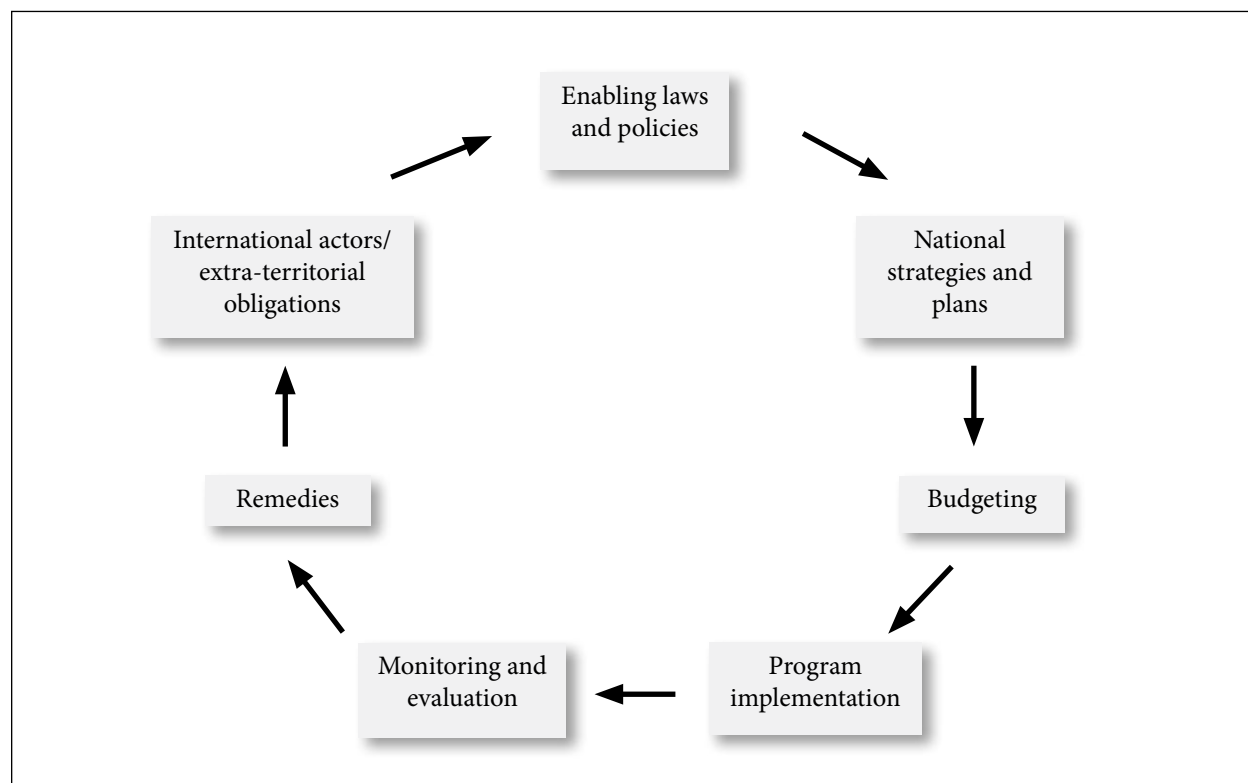 Enabling laws
and policies
National
strategies and
plans
Budgeting
Program
implementation
Monitoring and
evaluation
Remedies
International actors/
extra-territorial
obligations